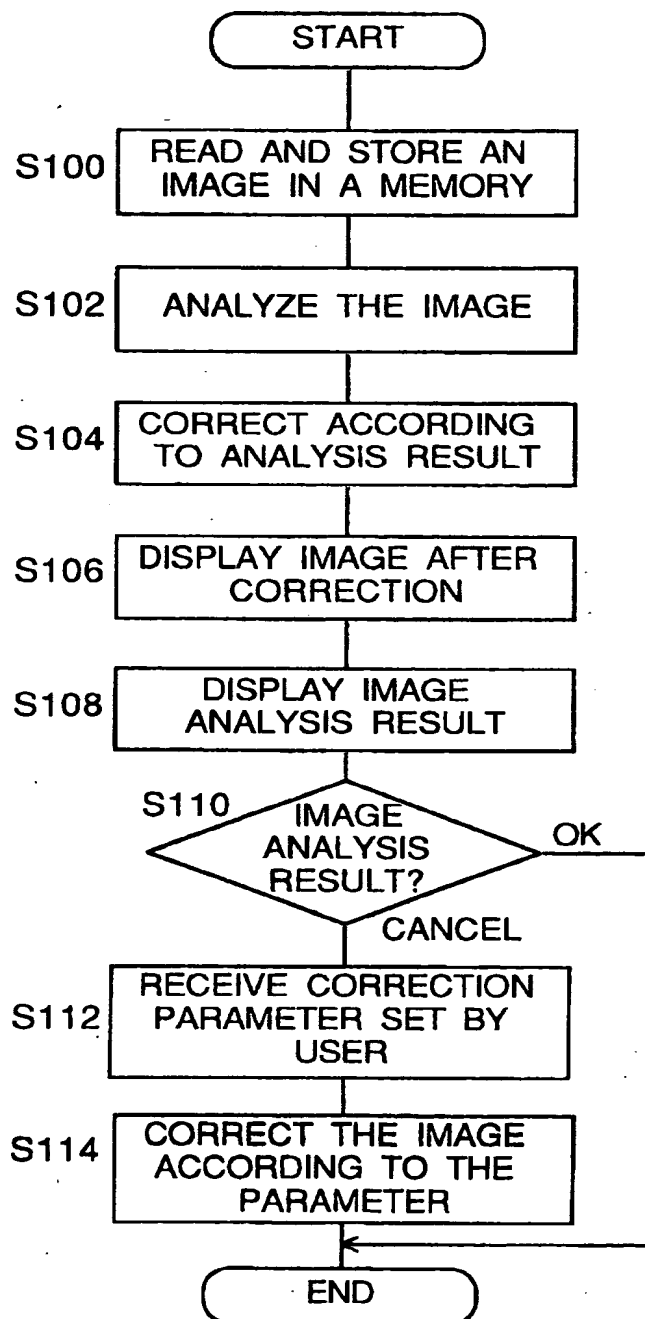 START
S100
READ AND STORE AN
IMAGE IN A MEMORY
S102
ANALYZE THE IMAGE
S104
CORRECT ACCORDING
TO ANALYSIS RESULT
S106
DISPLAY IMAGE AFTER
CORRECTION
S108
DISPLAY IMAGE
ANALYSIS RESULT
S110
IMAGE
ANALYSIS
RESULT?
OK
CANCEL
S112
RECEIVE CORRECTION
PARAMETER SET BY
USER
S114
CORRECT THE IMAGE
ACCORDING TO THE
PARAMETER
END